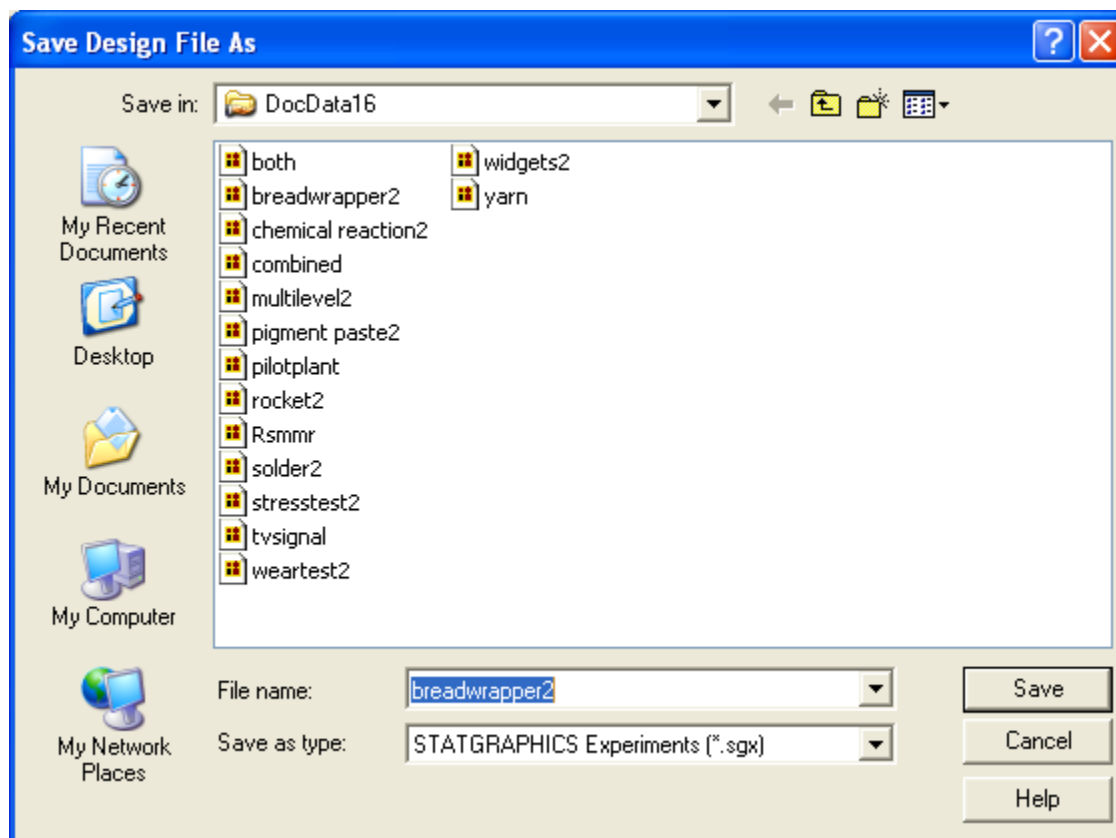 Save Design File As
Save in:
DocData16
My Recent
Documents
Desktop
My Documents
My Computer
My Network
Places
both
breadwrapper2
chemical reaction2
combined
multilevel2
pigment paste2
pilotplant
rocket2
Rsmmr
solder2
stresstest2
tvsignal
weartest2
widgets2
yarn
File name:
breadwrapper2
Save
Save as type:
STATGRAPHICS Experiments (*.sgx)
Cancel
Help